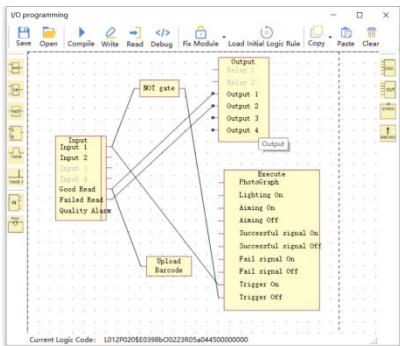 I/O programming
Save Open Compile Write Read Debug Fix Module Load Initial Logic Rule Copy Paste Clear
Output
Relay 1
Relay 2
Output 1
Output 2
Output 3
Output 4
Output
NOT gate
Input
Input 1
Input 2
Input 3
Input 4
Good Read
Failed Read
Quality Alarm
Execute
PhotoGraph
Lighting On
Aiming On
Aiming Off
Successful signal On
Successful signal Off
Fail signal On
Fail signal Off
Trigger On
Trigger Off
Upload
Barcode
OUT
IN
Current Logic Code: